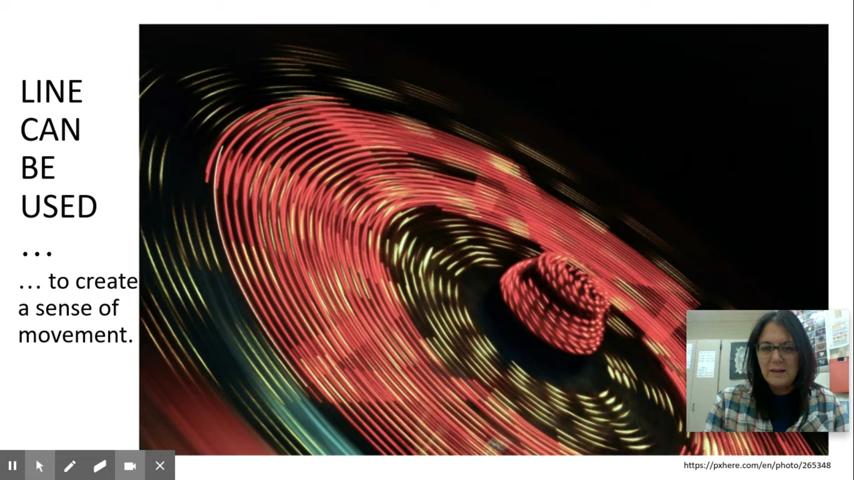 LINE
CAN
BE
USED
…
… to create
a sense of
movement.
https://pxhere.com/en/photo/265348